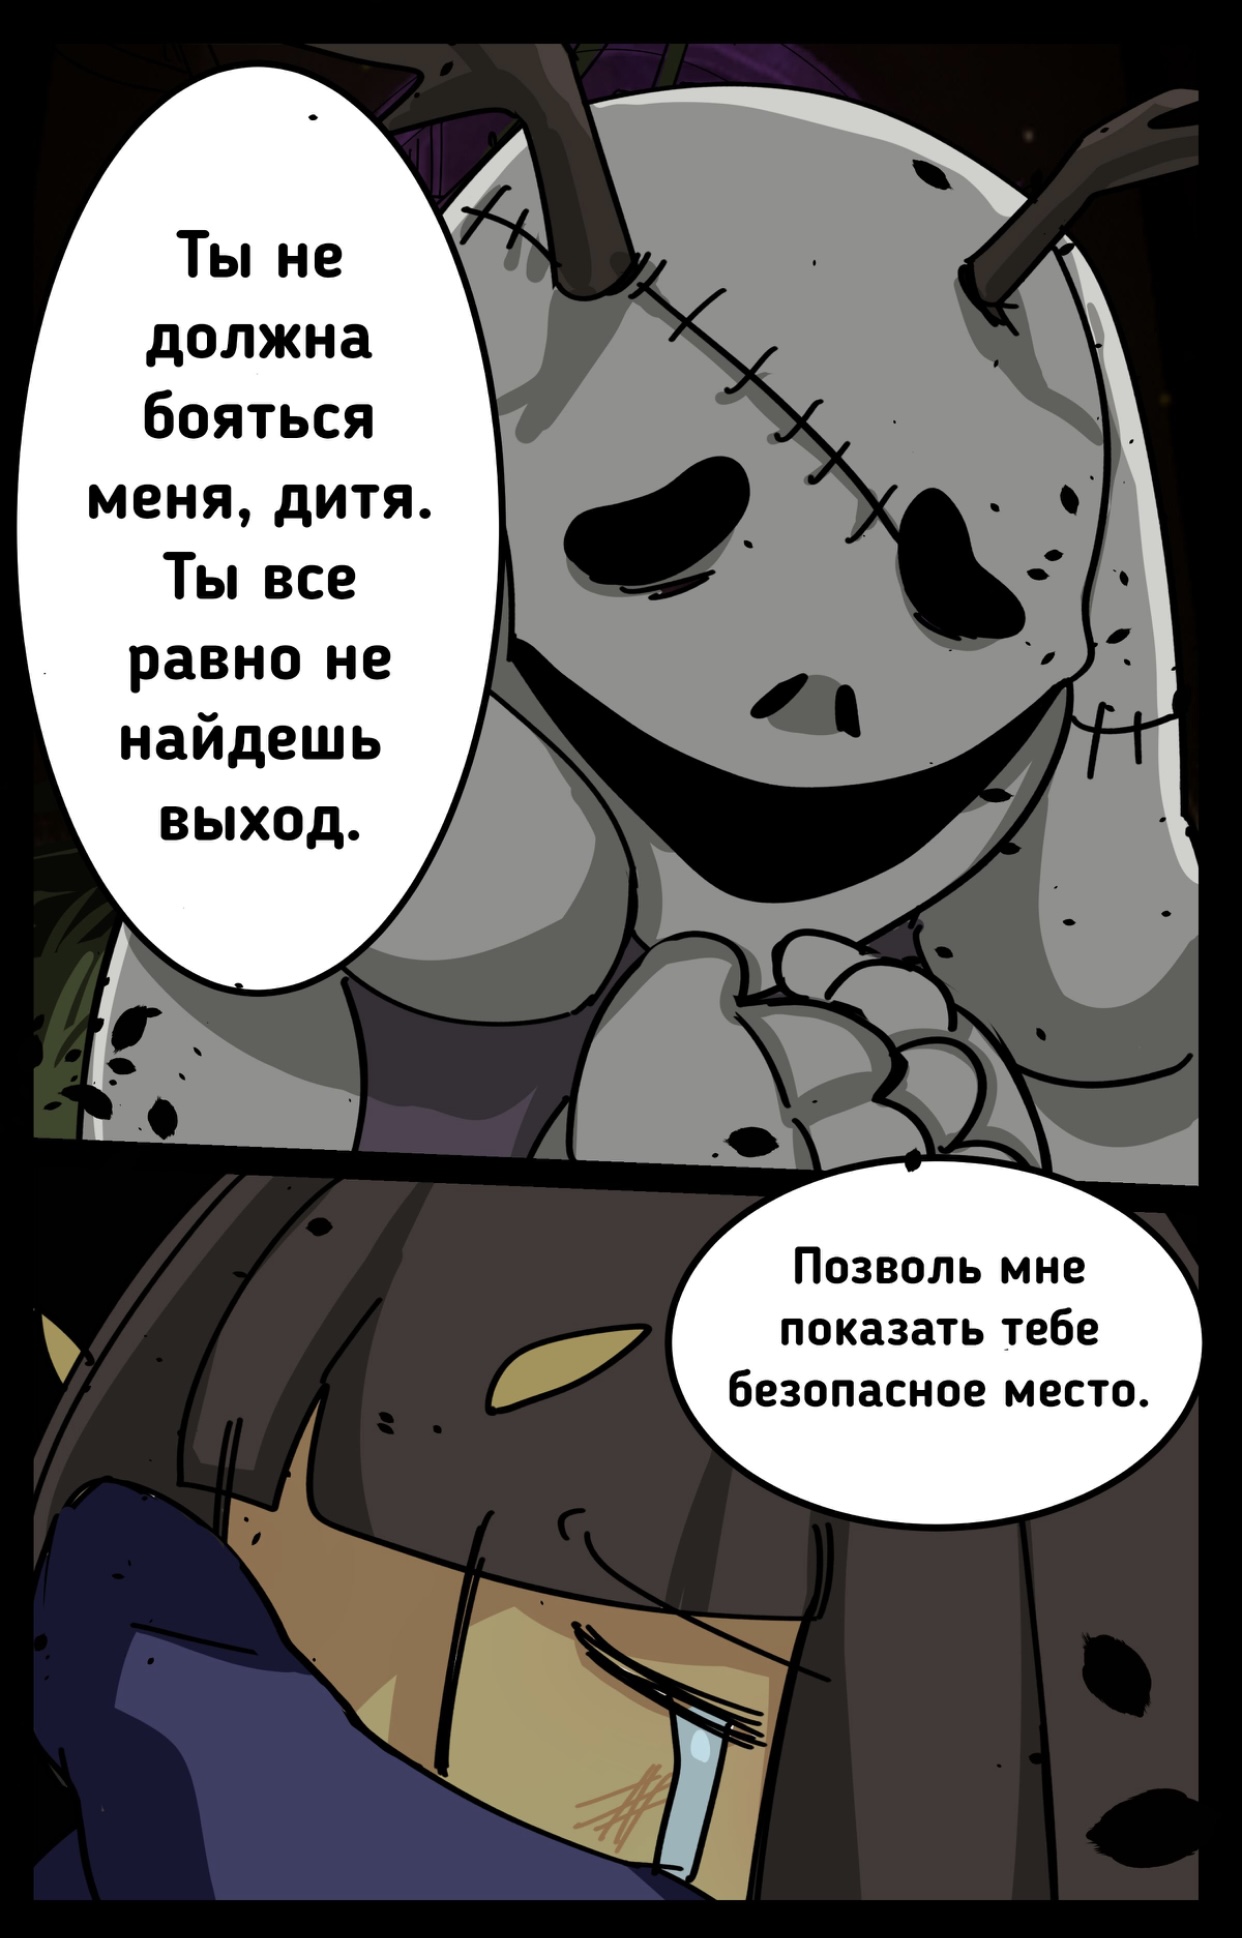 Ты не
должна
бояться
меня, дитя.
Ты все
равно не
найдешь
выход.
Позволь мне
показать тебе
безопасное место.